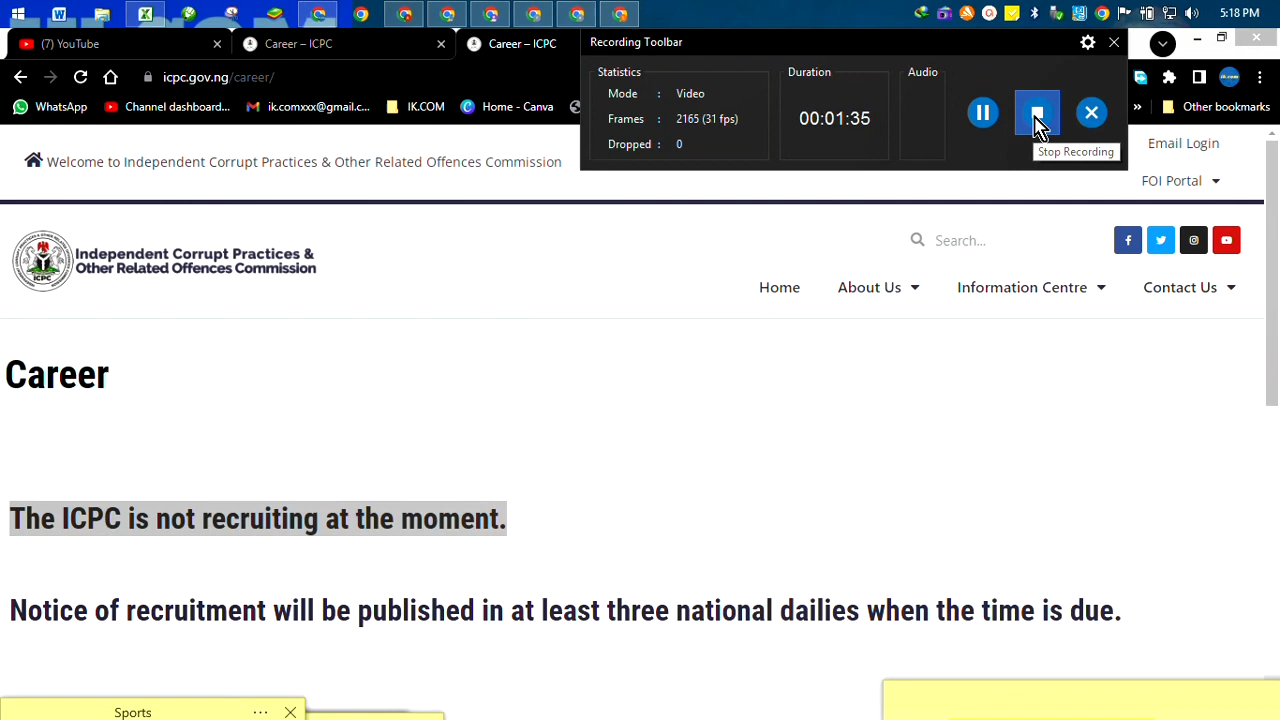 5:18 PM
(7) YouTube
Career – ICPC
Career – ICPC
Recording Toolbar
icpc.gov.ng/career/
Statistics
Mode : Video
Frames : 2165 (31 fps)
Dropped : 0
Duration
00:01:35
Audio
Stop Recording
WhatsApp
Channel dashboard...
ik.comxxx@gmail.c...
IK.COM
Home - Canva
»
Other bookmarks
Welcome to Independent Corrupt Practices & Other Related Offences Commission
Email Login
FOI Portal
ICPC
Independent Corrupt Practices &
Other Related Offences Commission
Search...
Home
About Us
Information Centre
Contact Us
Career
The ICPC is not recruiting at the moment.
Notice of recruitment will be published in at least three national dailies when the time is due.
Sports